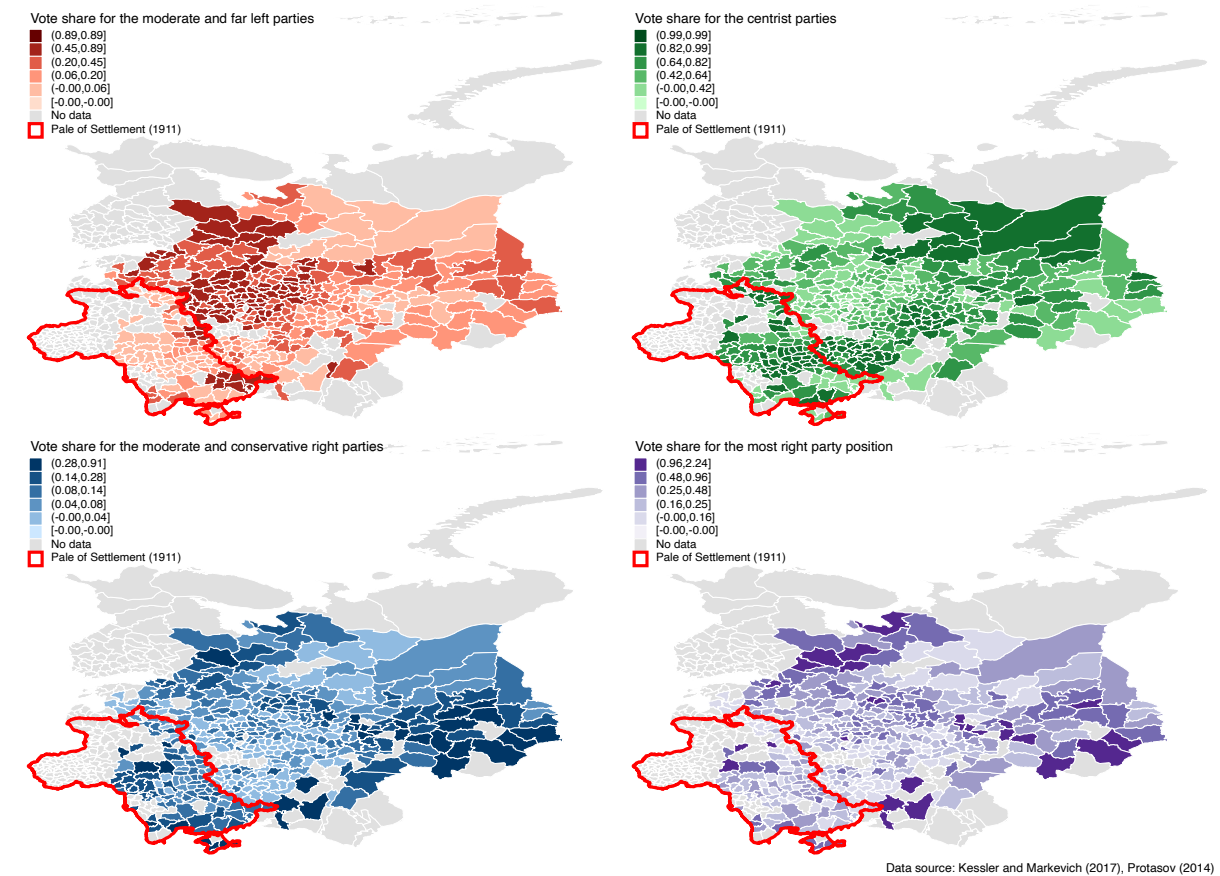 Vote share for the moderate and far left parties
(0.89,0.89]
(0.45,0.89]
(0.20,0.45]
(0.06,0.20]
(-0.00,0.06]
[-0.00,-0.00]
No data
Pale of Settlement (1911)
Vote share for the centrist parties
(0.99,0.99]
(0.82,0.99]
(0.64,0.82]
(0.42,0.64]
(-0.00,0.42]
[-0.00,-0.00]
No data
Pale of Settlement (1911)
Vote share for the moderate and conservative right parties
(0.28,0.91]
(0.14,0.28]
(0.08,0.14]
(0.04,0.08]
(-0.00,0.04]
[-0.00,-0.00]
No data
Pale of Settlement (1911)
Vote share for the most right party position
(0.96,2.24]
(0.48,0.96]
(0.25,0.48]
(0.16,0.25]
(-0.00,0.16]
[-0.00,-0.00]
No data
Pale of Settlement (1911)
Data source: Kessler and Markevich (2017), Protasov (2014)